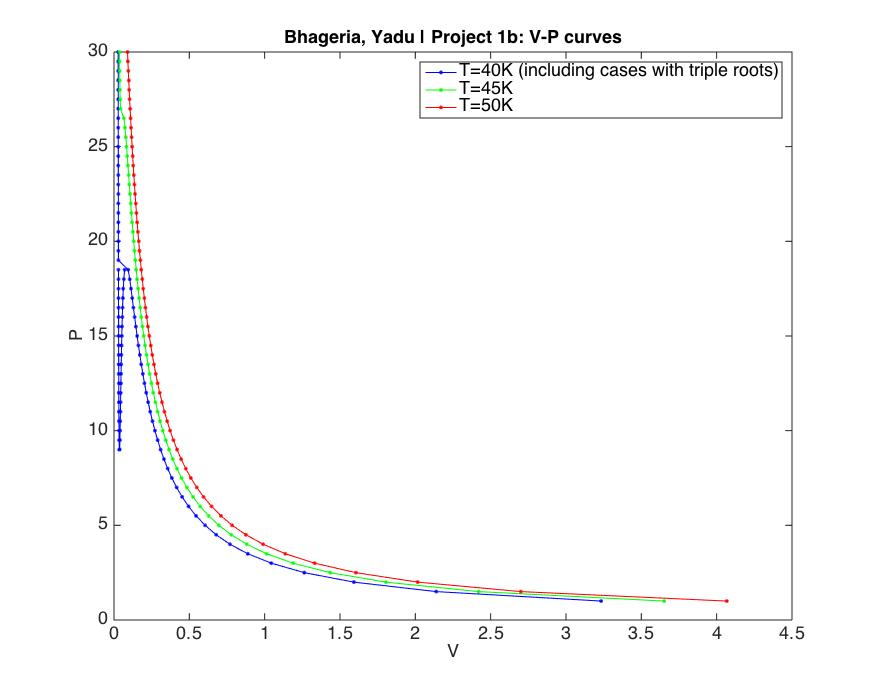 Bhageria, Yadu | Project 1b: V-P curves
T=40K (including cases with triple roots)
T=45K
T=50K
30
25
20
15
10
5
0
P
0 0.5 1 1.5 2 2.5 3 3.5 4 4.5
V